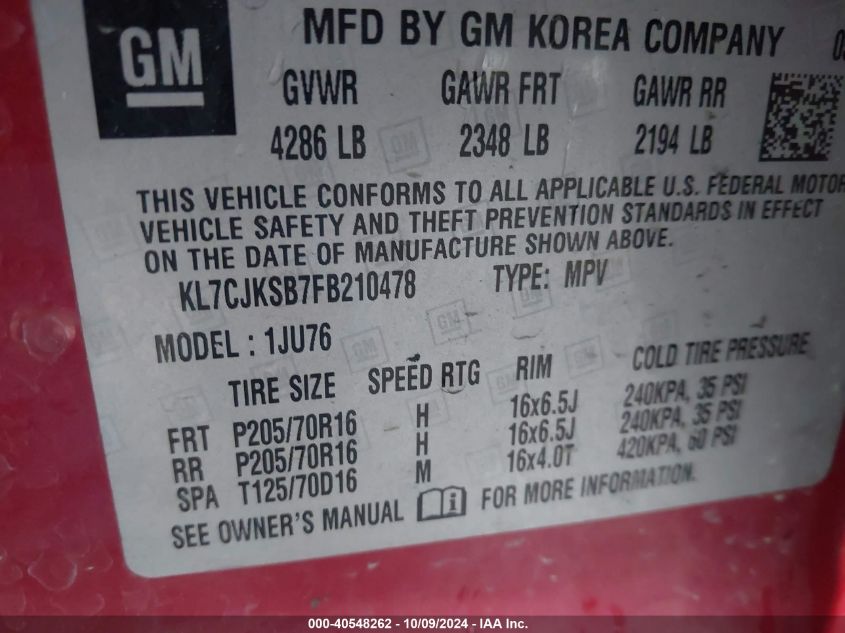 GM
MFD BY GM KOREA COMPANY
GVWR GAWR FRT GAWR RR
4286 LB 2348 LB 2194 LB
THIS VEHICLE CONFORMS TO ALL APPLICABLE U.S. FEDERAL MOTOR
VEHICLE SAFETY AND THEFT PREVENTION STANDARDS IN EFFECT
ON THE DATE OF MANUFACTURE SHOWN ABOVE.
KL7CJKSB7FB210478 TYPE: MPV
MODEL : 1JU76
TIRE SIZE SPEED RTG RIM COLD TIRE PRESSURE
FRT P205/70R16 H 16x6.5J 240KPA, 35 PSI
RR P205/70R16 H 16x6.5J 240KPA, 35 PSI
SPA T125/70D16 M 16x4.0T 420KPA, 60 PSI
SEE OWNER'S MANUAL FOR MORE INFORMATION.
000-40548262 - 10/09/2024 - IAA Inc.